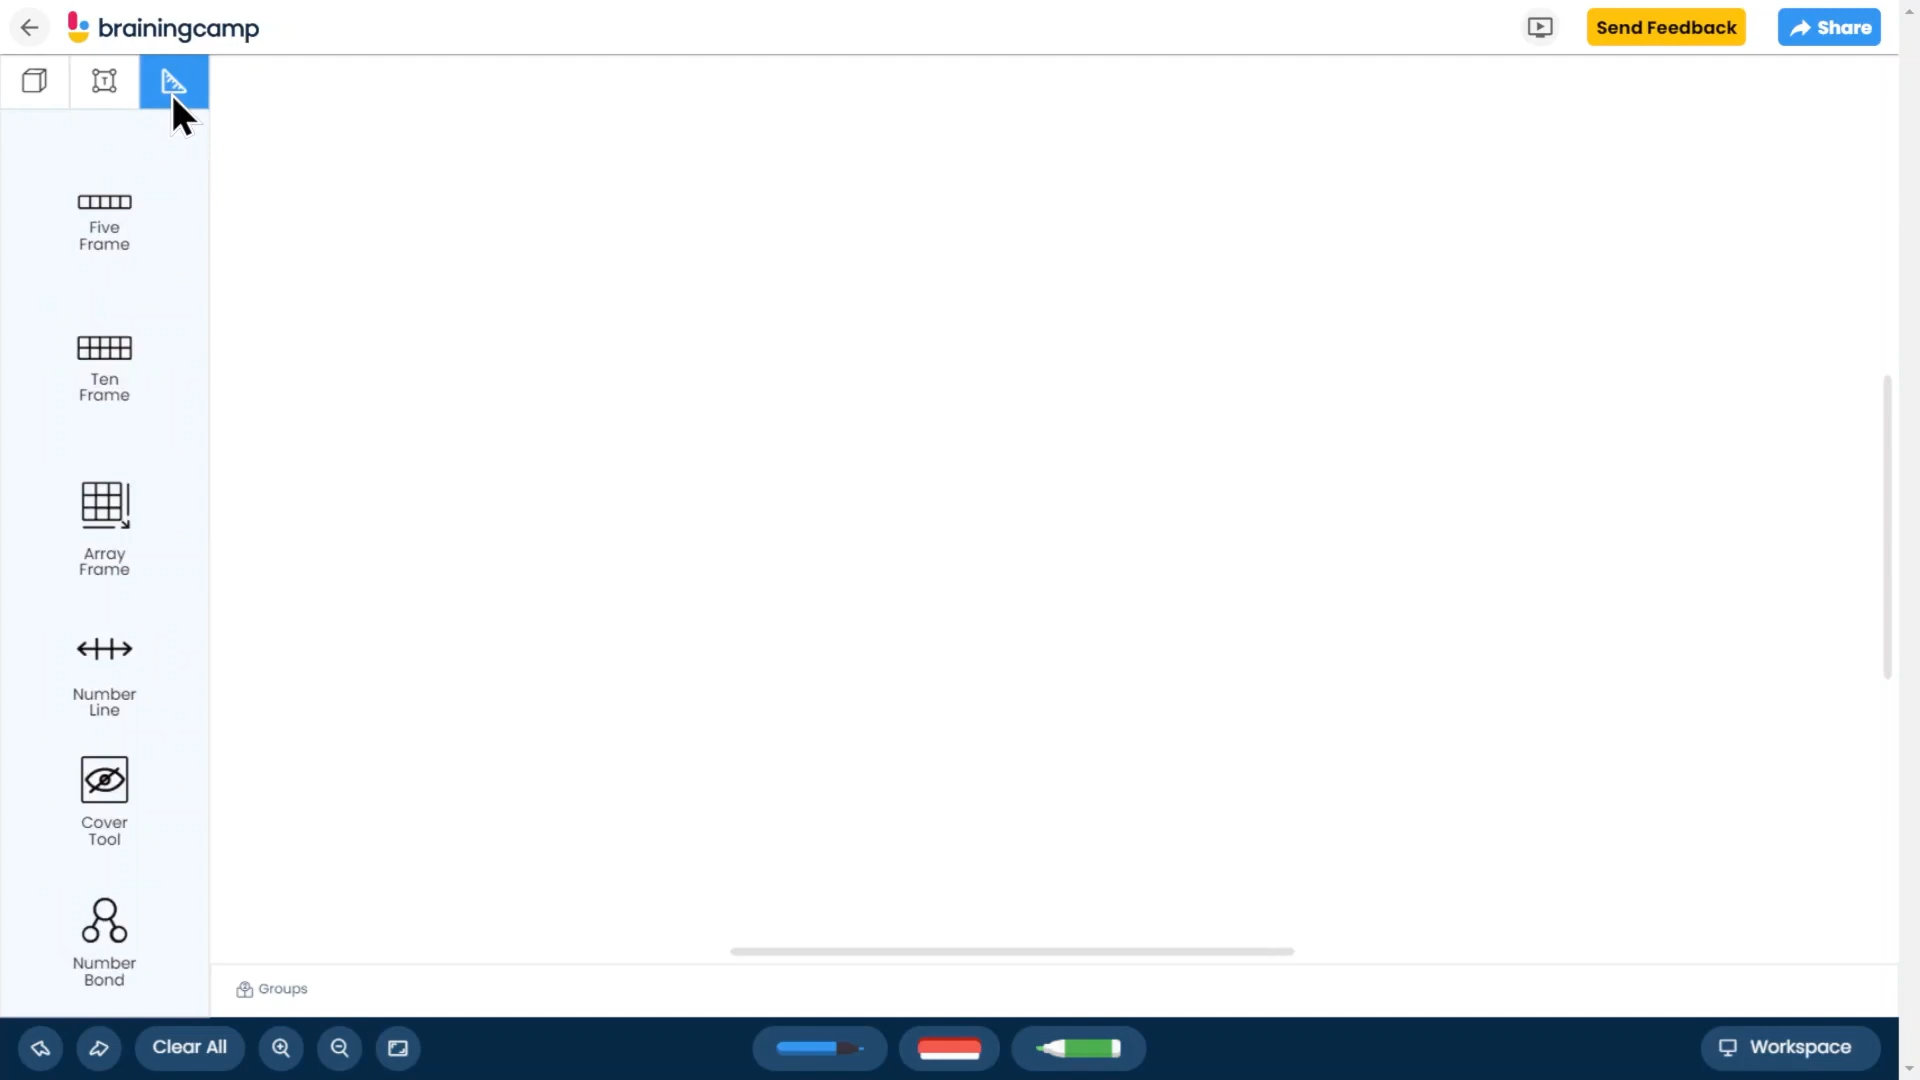 brainingcamp
Send Feedback
Share
T
Five
Frame
Ten
Frame
Array
Frame
Number
Line
Cover
Tool
Number
Bond
Groups
Clear All
Workspace